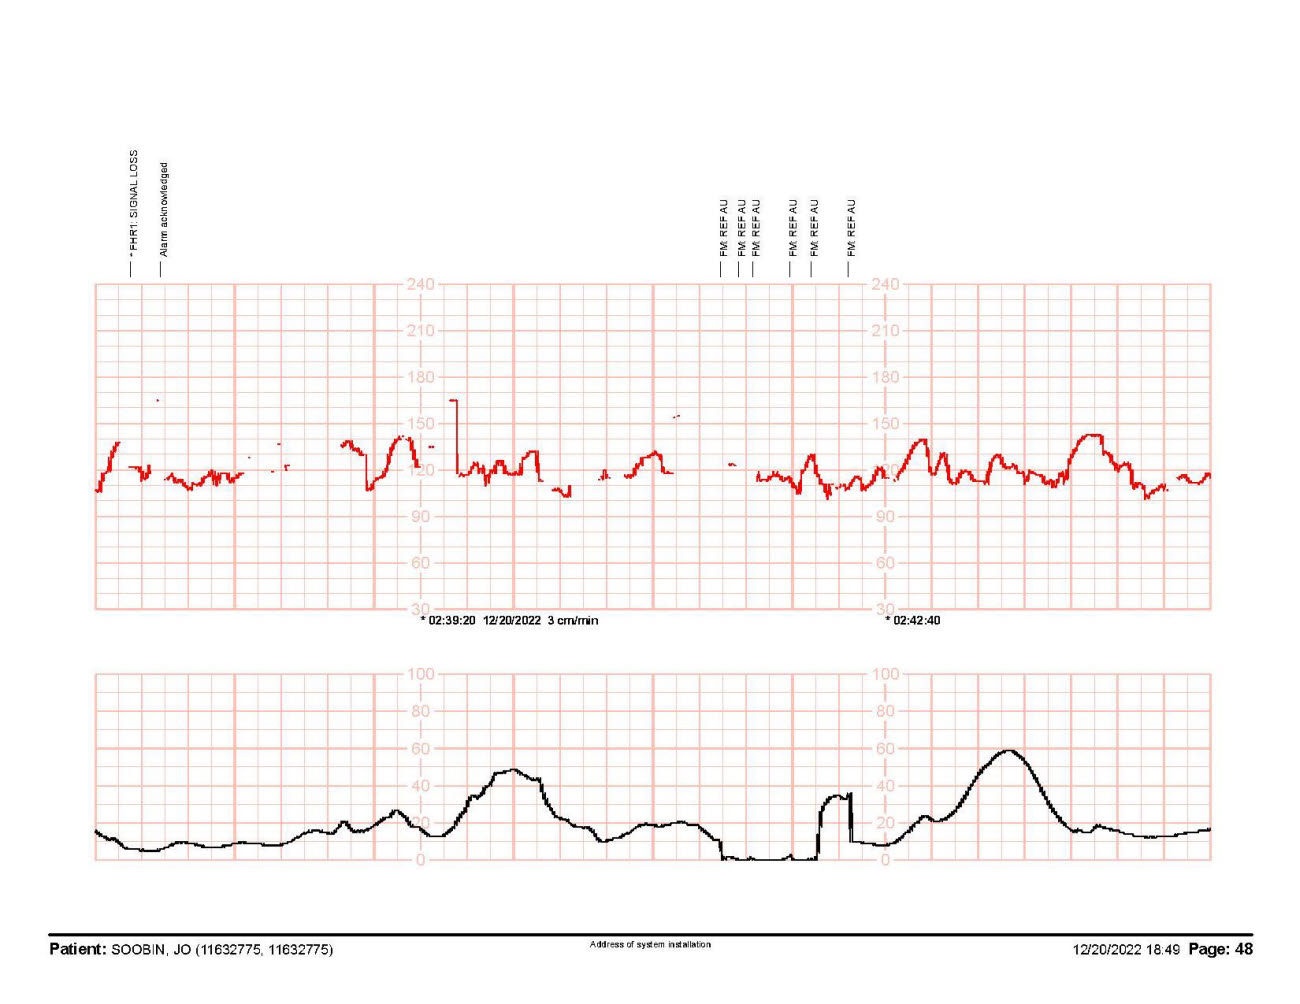 * FHR1: SIGNAL LOSS
Alarm acknowledged
FM: REF AU
FM: REF AU
FM: REF AU
FM: REF AU
FM: REF AU
FM: REF AU
240 240
210 210
180 180
150 150
120 120
90 90
60 60
30 30
* 02:39:20 12/20/2022 3 cm/min * 02:42:40
100 100
80 80
60 60
40 40
20 20
0 0
Patient: SOOBIN, JO (11632775, 11632775) Address of system installation 12/20/2022 18:49 Page: 48